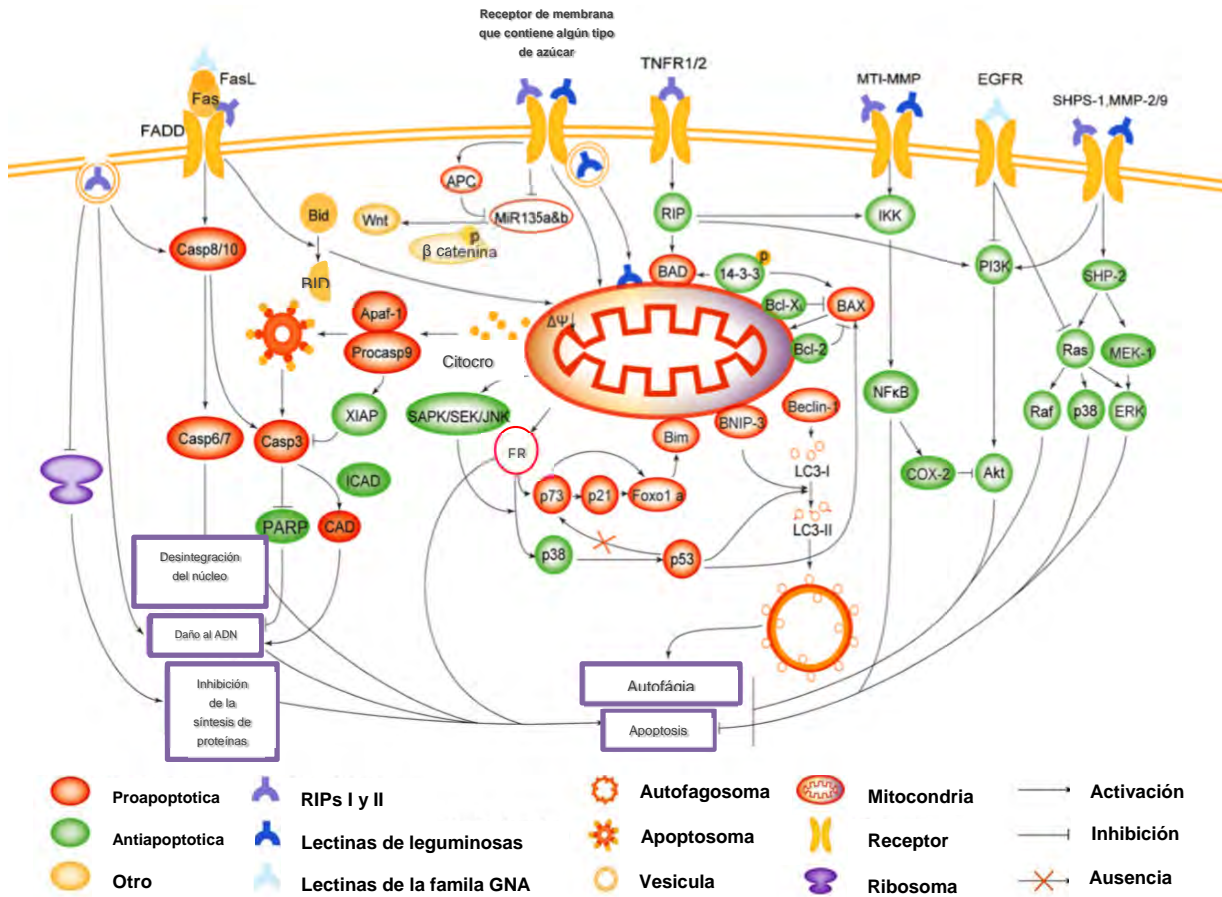 Receptor de membrana
que contiene algún tipo
de azúcar
FasL
Fas
FADD
TNFR1/2
MTI-MMP
EGFR
SHPS-1,MMP-2/9
APC
MiR135a&b
Wnt
p
β catenina
Bid
BID
Casp8/10
RIP
IKK
PI3K
SHP-2
BAD
14-3-3
p
BAX
Bcl-X
Bcl-2
ΔΨ
Apaf-1
Procasp9
Citocro
XIAP
SAPK/SEK/JNK
Casp6/7
Casp3
FR
Bim
BNIP-3
Beclin-1
LC3-I
LC3-II
NFκB
COX-2
Akt
Ras
MEK-1
Raf
p38
ERK
ICAD
PARP
CAD
p73
p21
Foxo1 a
p38
p53
Desintegración
del núcleo
Daño al ADN
Inhibición
de la
síntesis de
proteínas
Autofágia
Apoptosis
Proapoptotica
RIPs I y II
Autofagosoma
Mitocondria
Activación
Antiapoptotica
Lectinas de leguminosas
Apoptosoma
Receptor
Inhibición
Otro
Lectinas de la famila GNA
Vesicula
Ribosoma
Ausencia